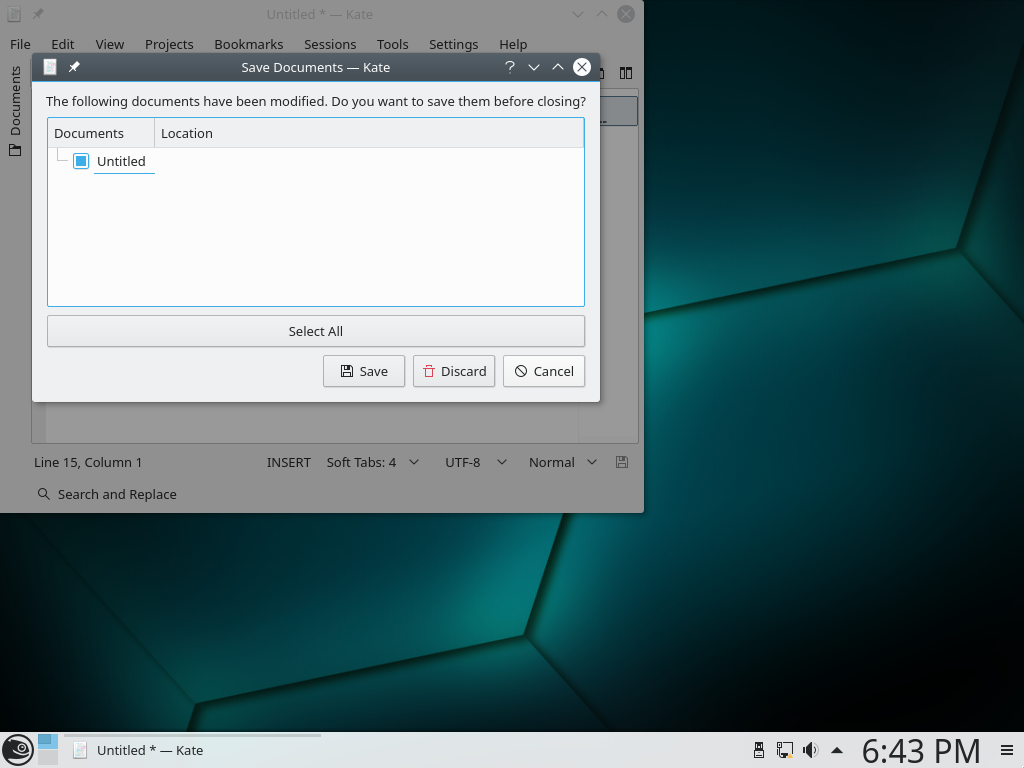 Untitled * — Kate
File Edit View Projects Bookmarks Sessions Tools Settings Help
Documents
Save Documents — Kate
The following documents have been modified. Do you want to save them before closing?
Documents Location
Untitled
Select All
Save Discard Cancel
Line 15, Column 1 INSERT Soft Tabs: 4 UTF-8 Normal
Search and Replace
Untitled * — Kate
6:43 PM